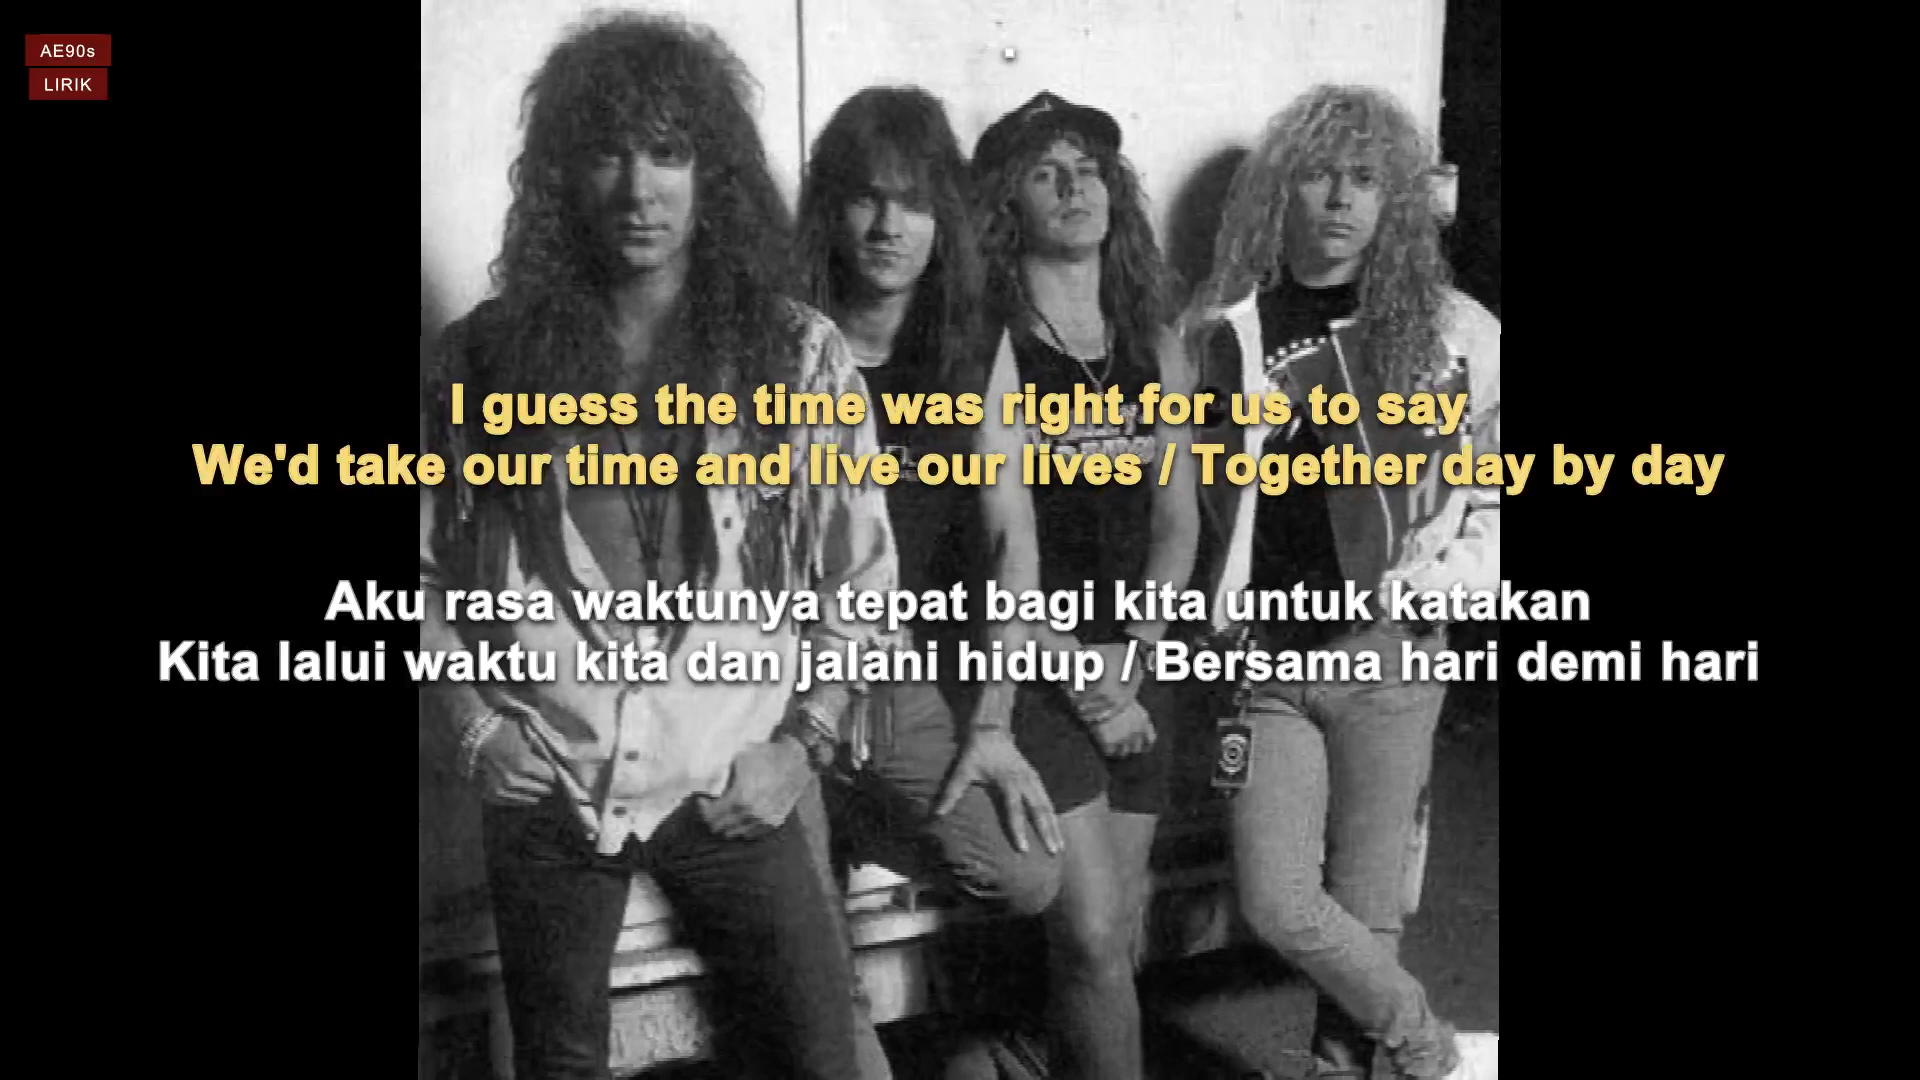 AE90s
LIRIK
I guess the time was right for us to say
We'd take our time and live our lives / Together day by day
Aku rasa waktunya tepat bagi kita untuk katakan
Kita lalui waktu kita dan jalani hidup / Bersama hari demi hari